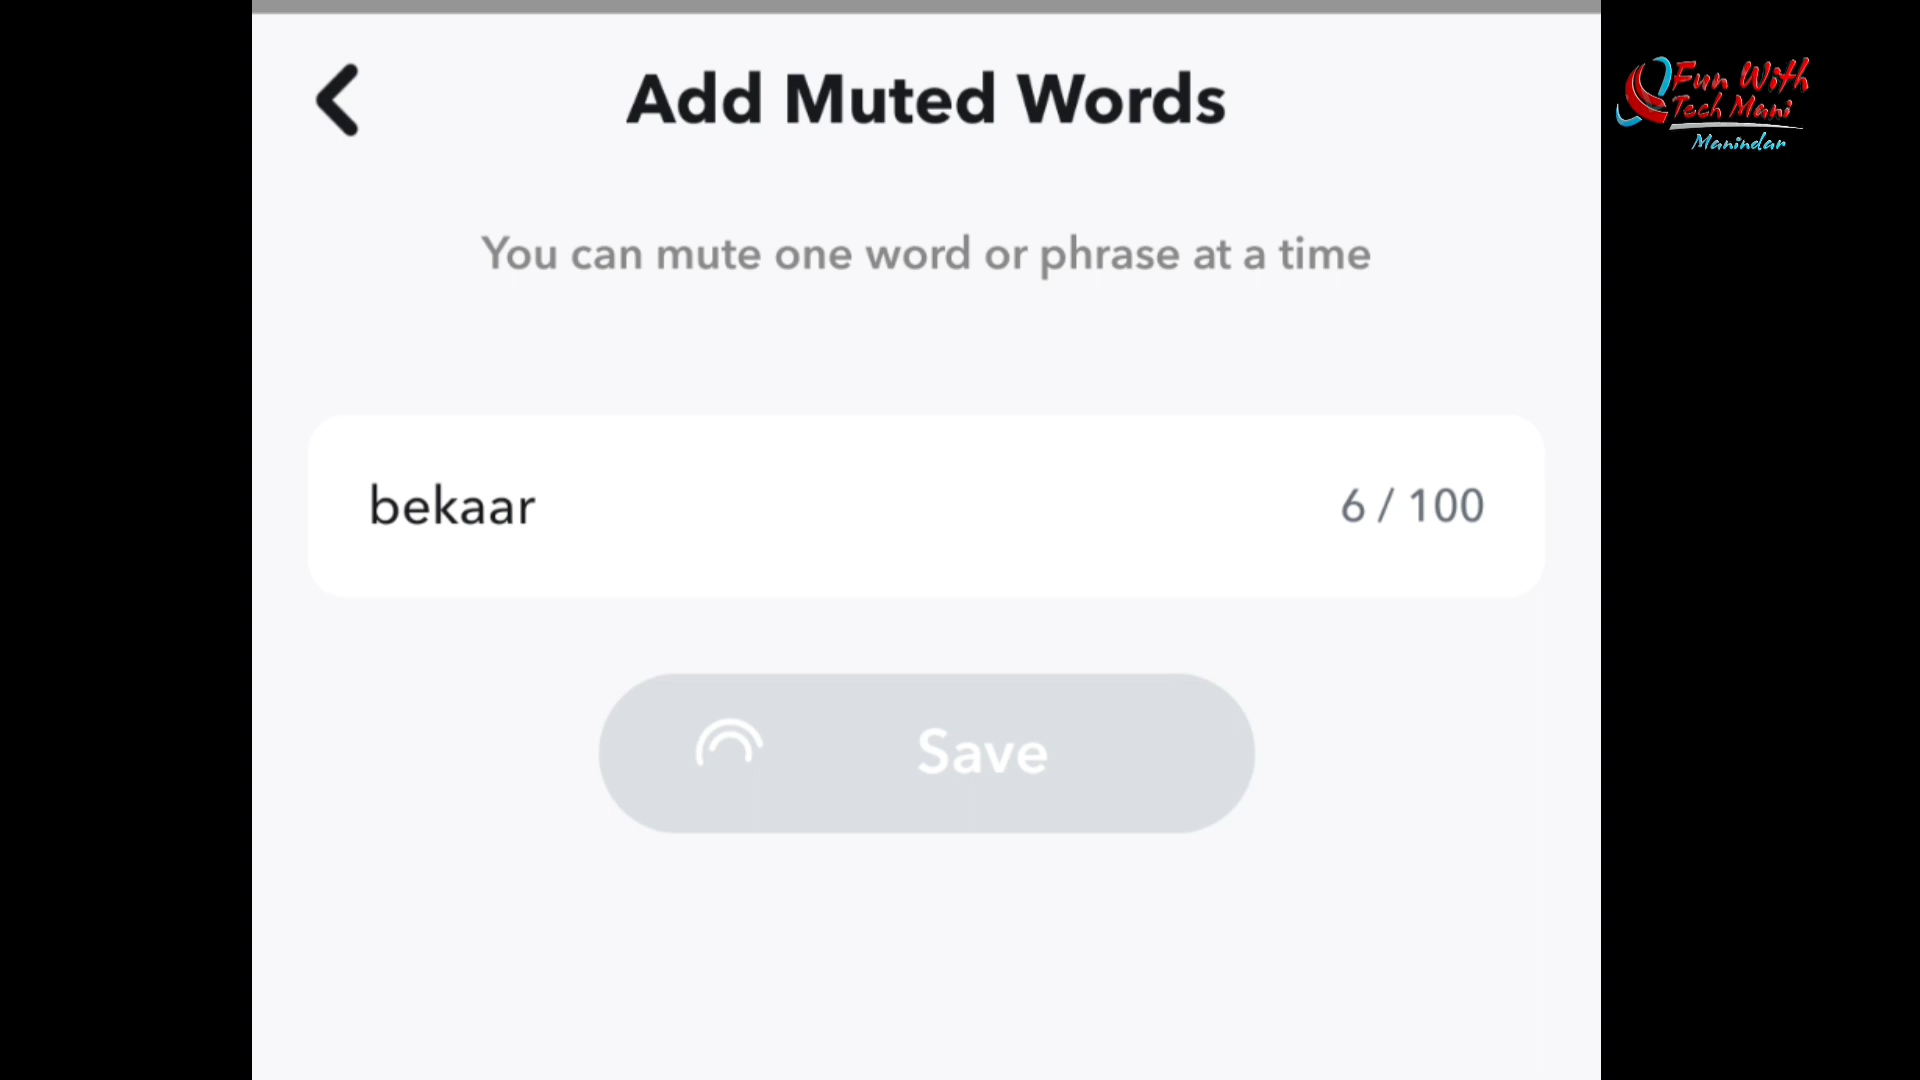 Add Muted Words
You can mute one word or phrase at a time
bekaar
6 / 100
Save
Fun With
Tech Mani
Manindar